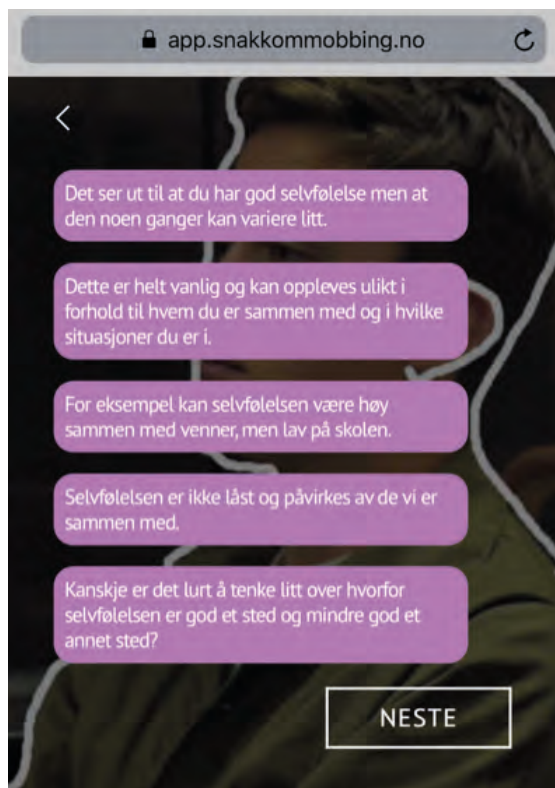 app.snakkommobbing.no
Det ser ut til at du har god selvfølelse men at
den noen ganger kan variere litt.
Dette er helt vanlig og kan oppleves ulikt i
forhold til hvem du er sammen med og i hvilke
situasjoner du er i.
For eksempel kan selvfølelsen være høy
sammen med venner, men lav på skolen.
Selvfølelsen er ikke låst og påvirkes av de vi er
sammen med.
Kanskje er det lurt å tenke litt over hvorfor
selvfølelsen er god et sted og mindre god et
annet sted?
NESTE